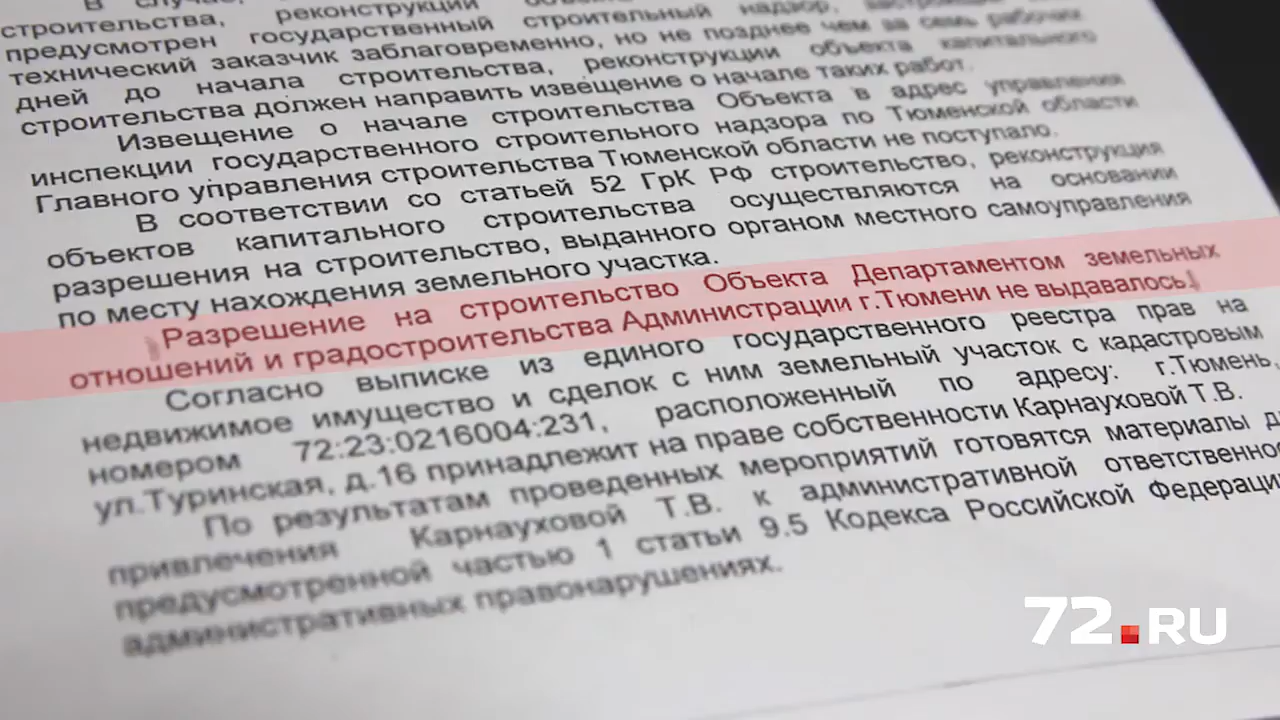 В случае,
строительства, реконструкции
предусмотрен государственный строительный надзор,
технический заказчик заблаговременно, но не позднее чем за семь рабочих
дней до начала строительства, реконструкции объекта капитального
строительства должен направить извещение о начале таких работ.
Извещение о начале строительства Объекта в адрес управления
инспекции государственного строительного надзора по Тюменской области
Главного управления строительства Тюменской области не поступало.
В соответствии со статьей 52 ГрК РФ строительство, реконструкция
объектов капитального строительства осуществляются на основании
разрешения на строительство, выданного органом местного самоуправления
по месту нахождения земельного участка.
Разрешение на строительство Объекта Департаментом земельных
отношений и градостроительства Администрации г.Тюмени не выдавалось.
Согласно выписке из единого государственного реестра прав на
недвижимое имущество и сделок с ним земельный участок с кадастровым
номером 72:23:0216004:231, расположенный по адресу: г.Тюмень,
ул.Туринская, д.16 принадлежит на праве собственности Карнауховой Т.В.
По результатам проведенных мероприятий готовятся материалы д
привлечения Карнауховой Т.В. к административной ответственно
предусмотренной частью 1 статьи 9.5 Кодекса Российской Федераци
административных правонарушениях.
72.RU